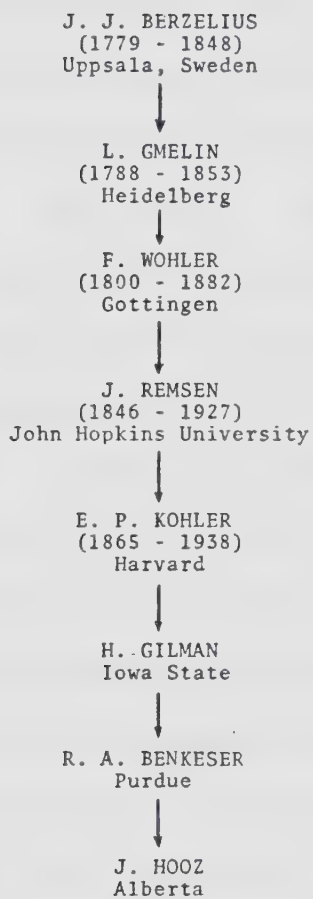 J. J. BERZELIUS
(1779 - 1848)
Uppsala, Sweden
L. GMELIN
(1788 - 1853)
Heidelberg
F. WOHLER
(1800 - 1882)
Gottingen
J. REMSEN
(1846 - 1927)
John Hopkins University
E. P. KOHLER
(1865 - 1938)
Harvard
H. GILMAN
Iowa State
R. A. BENKESER
Purdue
J. HOOZ
Alberta